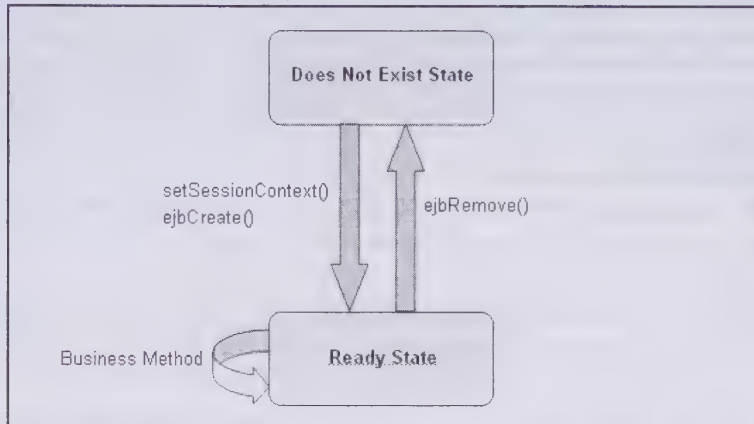 Does Not Exist State
setSessionContext()
ejbCreate()
ejbRemove()
Business Method
Ready State